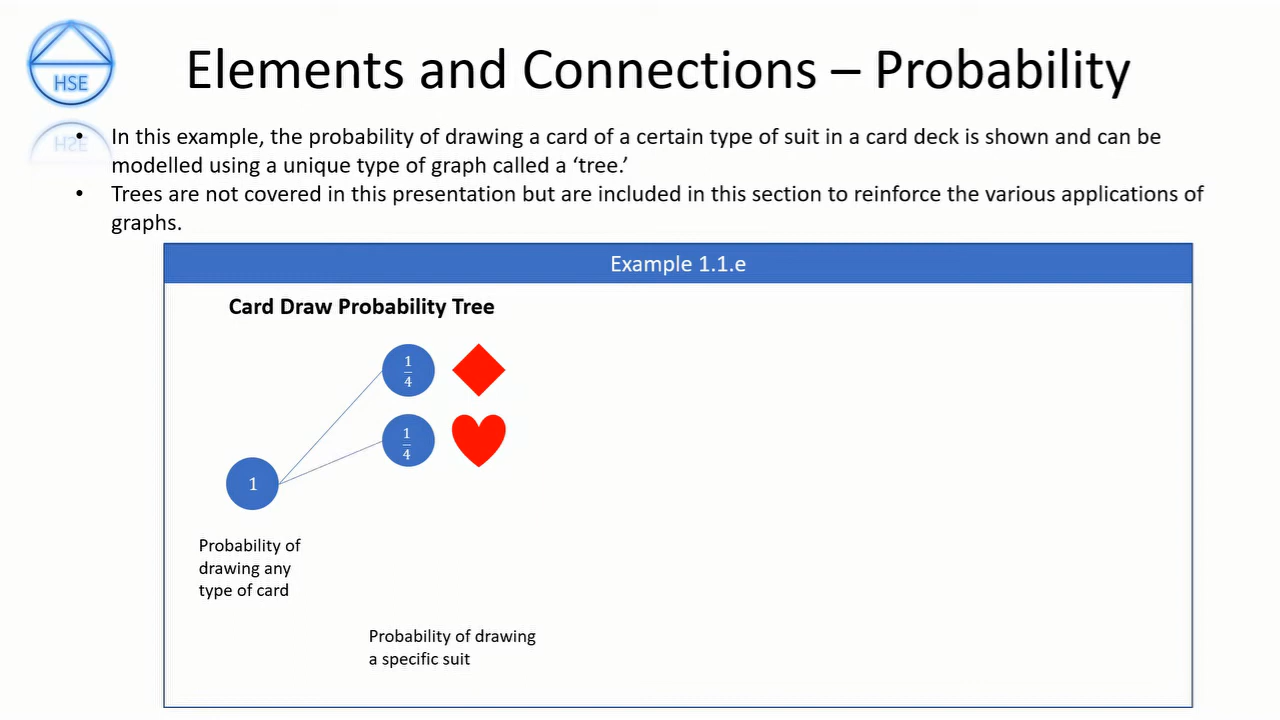 HSE
Elements and Connections – Probability
• In this example, the probability of drawing a card of a certain type of suit in a card deck is shown and can be
modelled using a unique type of graph called a ‘tree.’
• Trees are not covered in this presentation but are included in this section to reinforce the various applications of
graphs.
Example 1.1.e
Card Draw Probability Tree
1/4
1/4
1
Probability of
drawing any
type of card
Probability of drawing
a specific suit